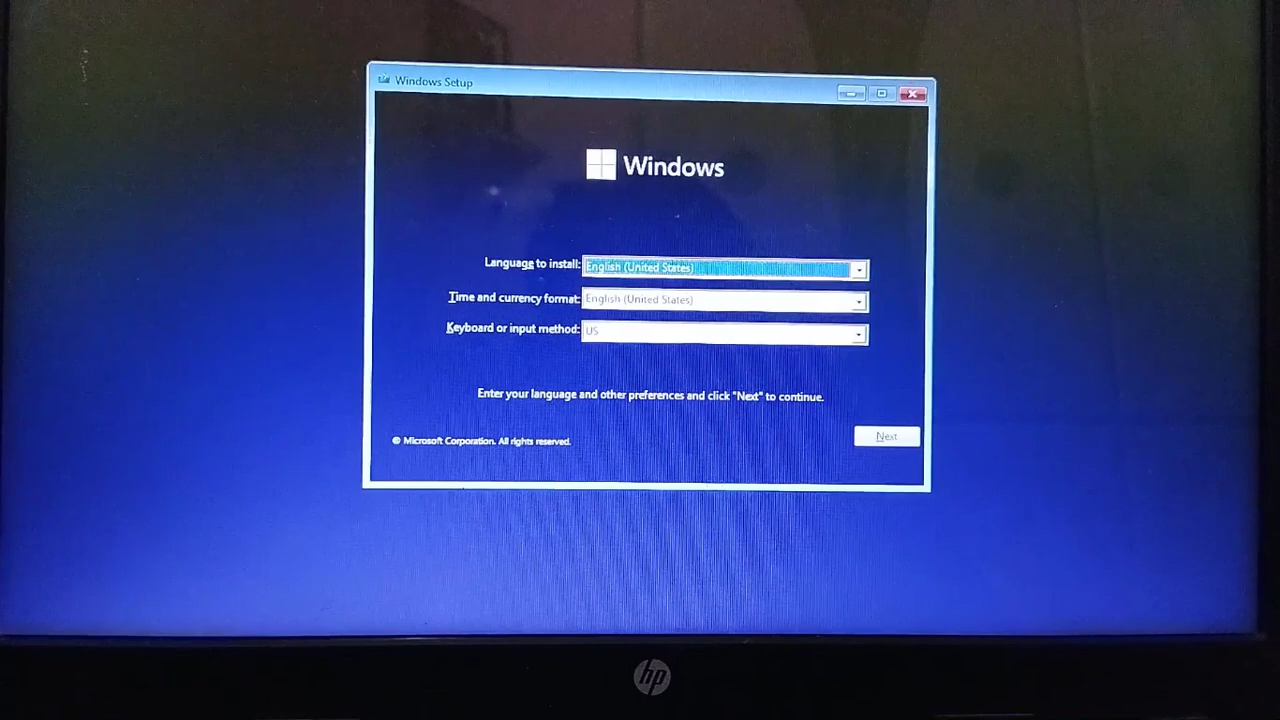 Windows Setup
Windows
Language to install: English (United States)
Time and currency format: English (United States)
Keyboard or input method: US
Enter your language and other preferences and click "Next" to continue.
© Microsoft Corporation. All rights reserved.
Next
hp